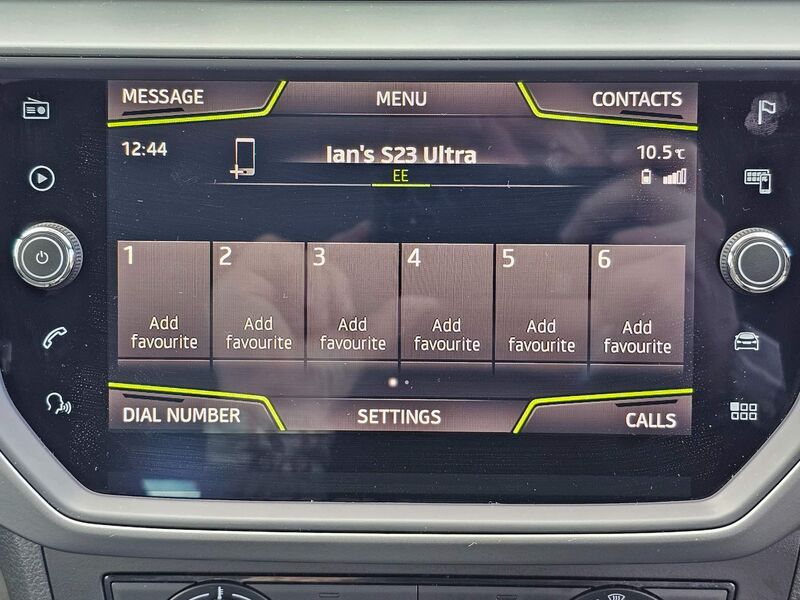 MESSAGE MENU CONTACTS
12:44 Ian's S23 Ultra 10.5°C
EE
1 2 3 4 5 6
Add favourite Add favourite Add favourite Add favourite Add favourite Add favourite
DIAL NUMBER SETTINGS CALLS